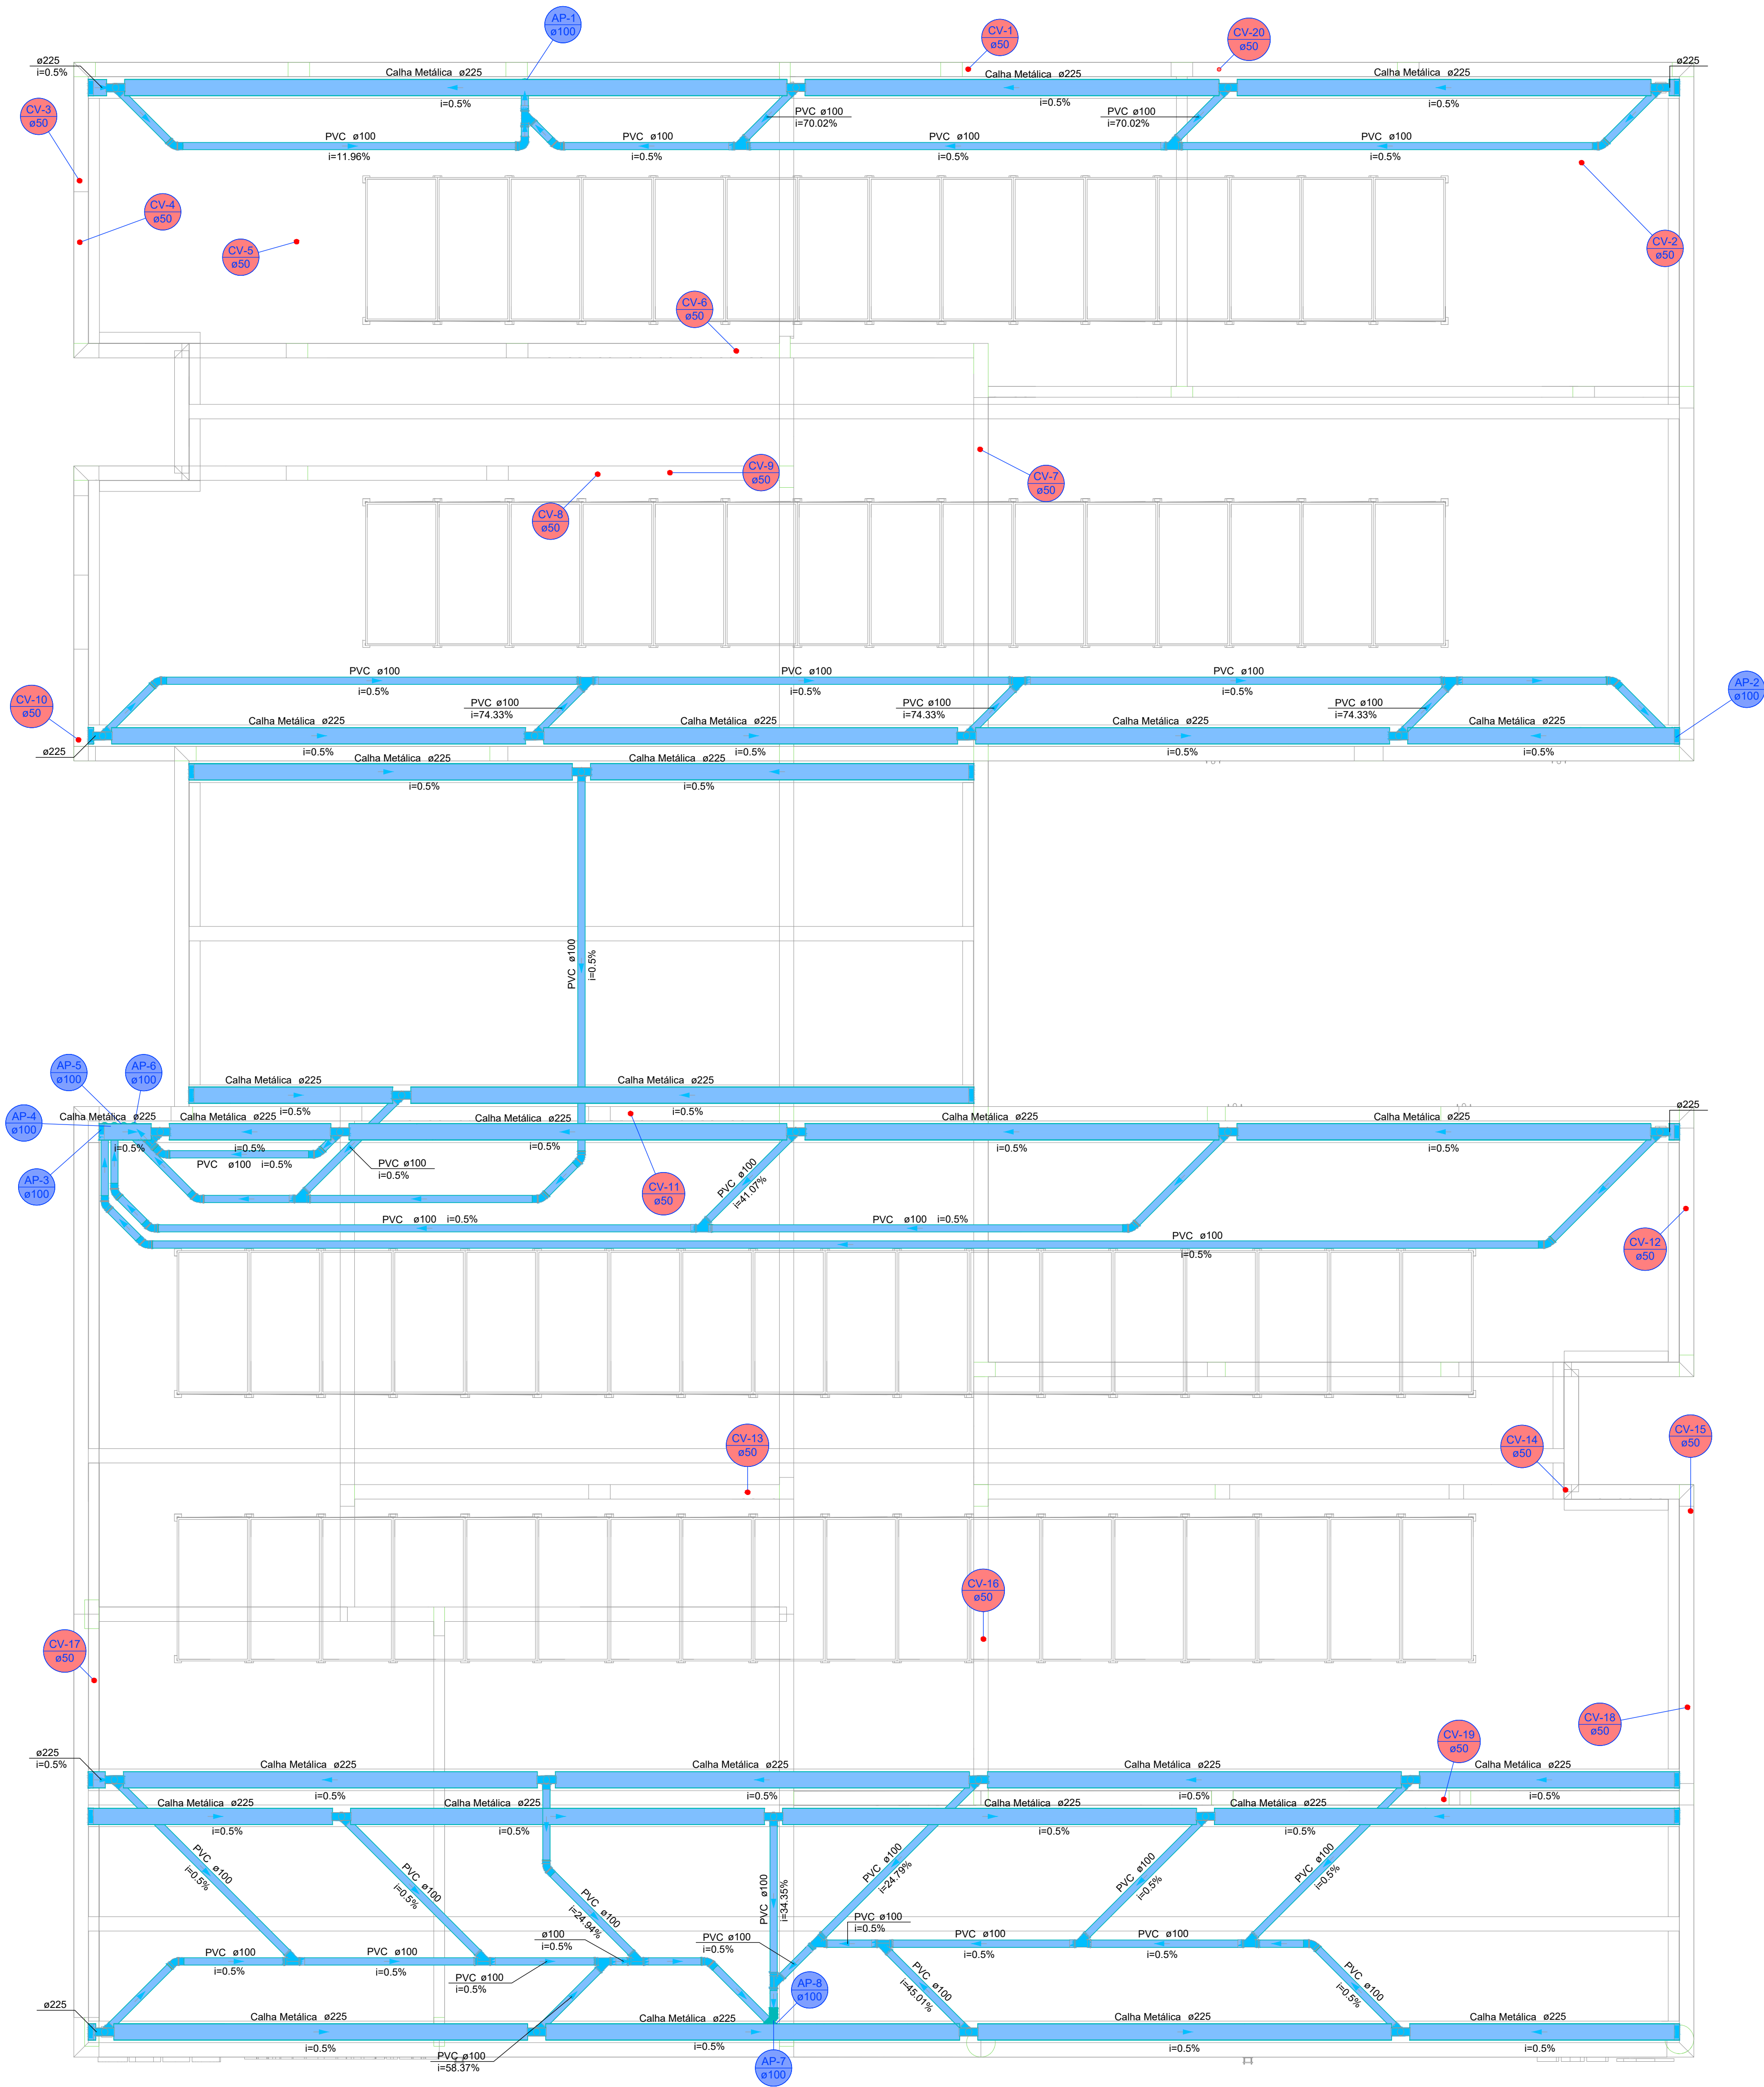 AP-1
ø100
CV-1
ø50
CV-20
ø50
ø225
i=0.5%
Calha Metálica ø225
i=0.5%
Calha Metálica ø225
i=0.5%
Calha Metálica ø225
i=0.5%
ø225
CV-3
ø50
PVC ø100
i=70.02%
PVC ø100
i=70.02%
PVC ø100
i=11.96%
PVC ø100
i=0.5%
PVC ø100
i=0.5%
PVC ø100
i=0.5%
CV-4
ø50
CV-5
ø50
CV-2
ø50
CV-6
ø50
CV-9
ø50
CV-7
ø50
CV-8
ø50
PVC ø100
i=0.5%
PVC ø100
i=0.5%
PVC ø100
i=0.5%
AP-2
ø100
CV-10
ø50
PVC ø100
i=74.33%
PVC ø100
i=74.33%
PVC ø100
i=74.33%
ø225
Calha Metálica ø225
i=0.5%
Calha Metálica ø225
i=0.5%
Calha Metálica ø225
i=0.5%
Calha Metálica ø225
i=0.5%
Calha Metálica ø225
i=0.5%
Calha Metálica ø225
i=0.5%
PVC ø100
i=0.5%
AP-5
ø100
AP-6
ø100
Calha Metálica ø225
i=0.5%
Calha Metálica ø225
i=0.5%
AP-4
ø100
Calha Metálica ø225
i=0.5%
Calha Metálica ø225
i=0.5%
Calha Metálica ø225
i=0.5%
Calha Metálica ø225
i=0.5%
Calha Metálica ø225
i=0.5%
ø225
PVC ø100 i=0.5%
PVC ø100
i=0.5%
AP-3
ø100
CV-11
ø50
PVC ø100
i=41.07%
PVC ø100 i=0.5%
PVC ø100 i=0.5%
PVC ø100
i=0.5%
CV-12
ø50
CV-13
ø50
CV-14
ø50
CV-15
ø50
CV-16
ø50
CV-17
ø50
CV-18
ø50
CV-19
ø50
ø225
i=0.5%
Calha Metálica ø225
i=0.5%
Calha Metálica ø225
i=0.5%
Calha Metálica ø225
i=0.5%
Calha Metálica ø225
i=0.5%
Calha Metálica ø225
i=0.5%
Calha Metálica ø225
i=0.5%
Calha Metálica ø225
i=0.5%
Calha Metálica ø225
i=0.5%
PVC ø100
i=0.5%
PVC ø100
i=0.5%
PVC ø100
i=24.94%
PVC ø100
i=34.35%
PVC ø100
i=24.79%
PVC ø100
i=0.5%
PVC ø100
i=0.5%
PVC ø100
i=0.5%
ø100
i=0.5%
PVC ø100
i=0.5%
PVC ø100
i=0.5%
PVC ø100
i=0.5%
PVC ø100
i=0.5%
PVC ø100
i=0.5%
PVC ø100
i=0.5%
PVC ø100
i=45.01%
PVC ø100
i=0.5%
AP-8
ø100
ø225
Calha Metálica ø225
i=0.5%
Calha Metálica ø225
i=0.5%
Calha Metálica ø225
i=0.5%
Calha Metálica ø225
i=0.5%
PVC ø100
i=58.37%
AP-7
ø100